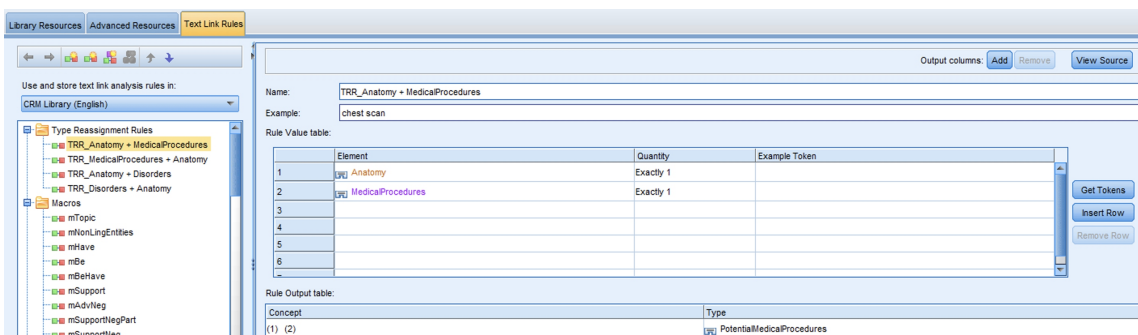 Library Resources Advanced Resources Text Link Rules
Output columns: Add Remove View Source
Use and store text link analysis rules in:
CRM Library (English)
Type Reassignment Rules
TRR_Anatomy + MedicalProcedures
TRR_MedicalProcedures + Anatomy
TRR_Anatomy + Disorders
TRR_Disorders + Anatomy
Macros
mTopic
mNonLingEntities
mHave
mBe
mBeHave
mSupport
mAdvNeg
mSupportNegPart
mSupportNeg
Name: TRR_Anatomy + MedicalProcedures
Example: chest scan
Rule Value table:
Element Quantity Example Token
1 Anatomy Exactly 1
2 MedicalProcedures Exactly 1
3
4
5
6
Get Tokens
Insert Row
Remove Row
Rule Output table:
Concept Type
(1) (2) PotentialMedicalProcedures